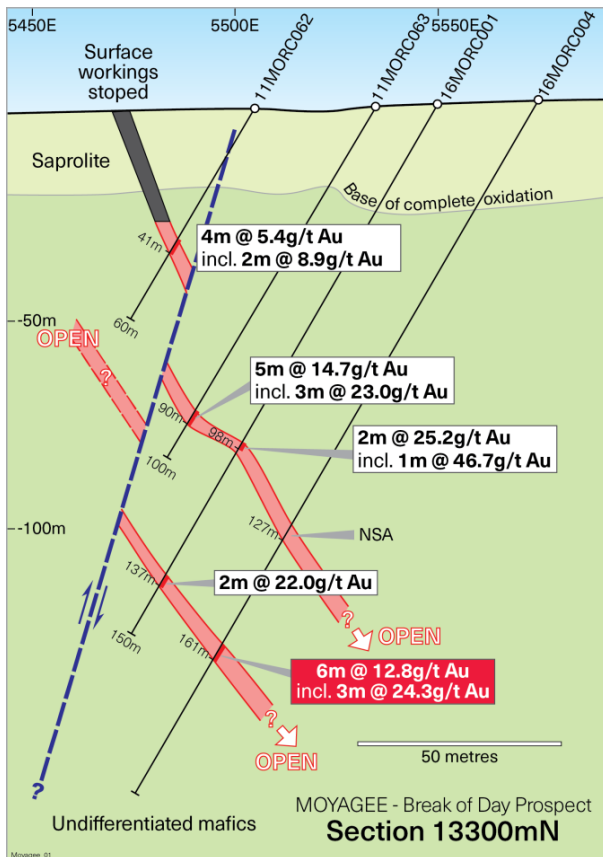 5450E
5500E
5550E
11MORC062
11MORC063
16MORC001
16MORC004
Surface
workings
stoped
Saprolite
Base of complete oxidation
41m
4m @ 5.4g/t Au
incl. 2m @ 8.9g/t Au
60m
-50m
OPEN
?
5m @ 14.7g/t Au
incl. 3m @ 23.0g/t Au
90m
98m
2m @ 25.2g/t Au
incl. 1m @ 46.7g/t Au
100m
-100m
127m
NSA
137m
2m @ 22.0g/t Au
150m
?
OPEN
161m
6m @ 12.8g/t Au
incl. 3m @ 24.3g/t Au
?
OPEN
50 metres
?
Undifferentiated mafics
MOYAGEE - Break of Day Prospect
Section 13300mN
Moyagee_01